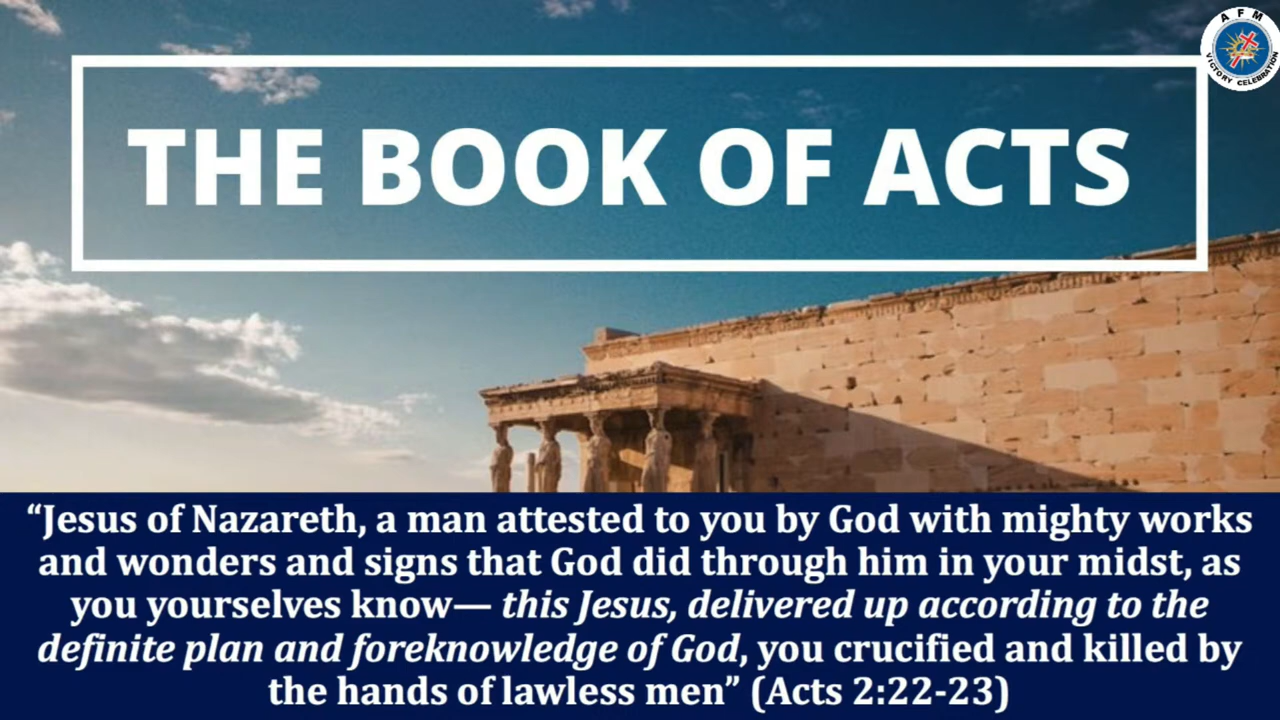 THE BOOK OF ACTS
AFM
VICTORY CELEBRATION
“Jesus of Nazareth, a man attested to you by God with mighty works
and wonders and signs that God did through him in your midst, as
you yourselves know— this Jesus, delivered up according to the
definite plan and foreknowledge of God, you crucified and killed by
the hands of lawless men” (Acts 2:22-23)